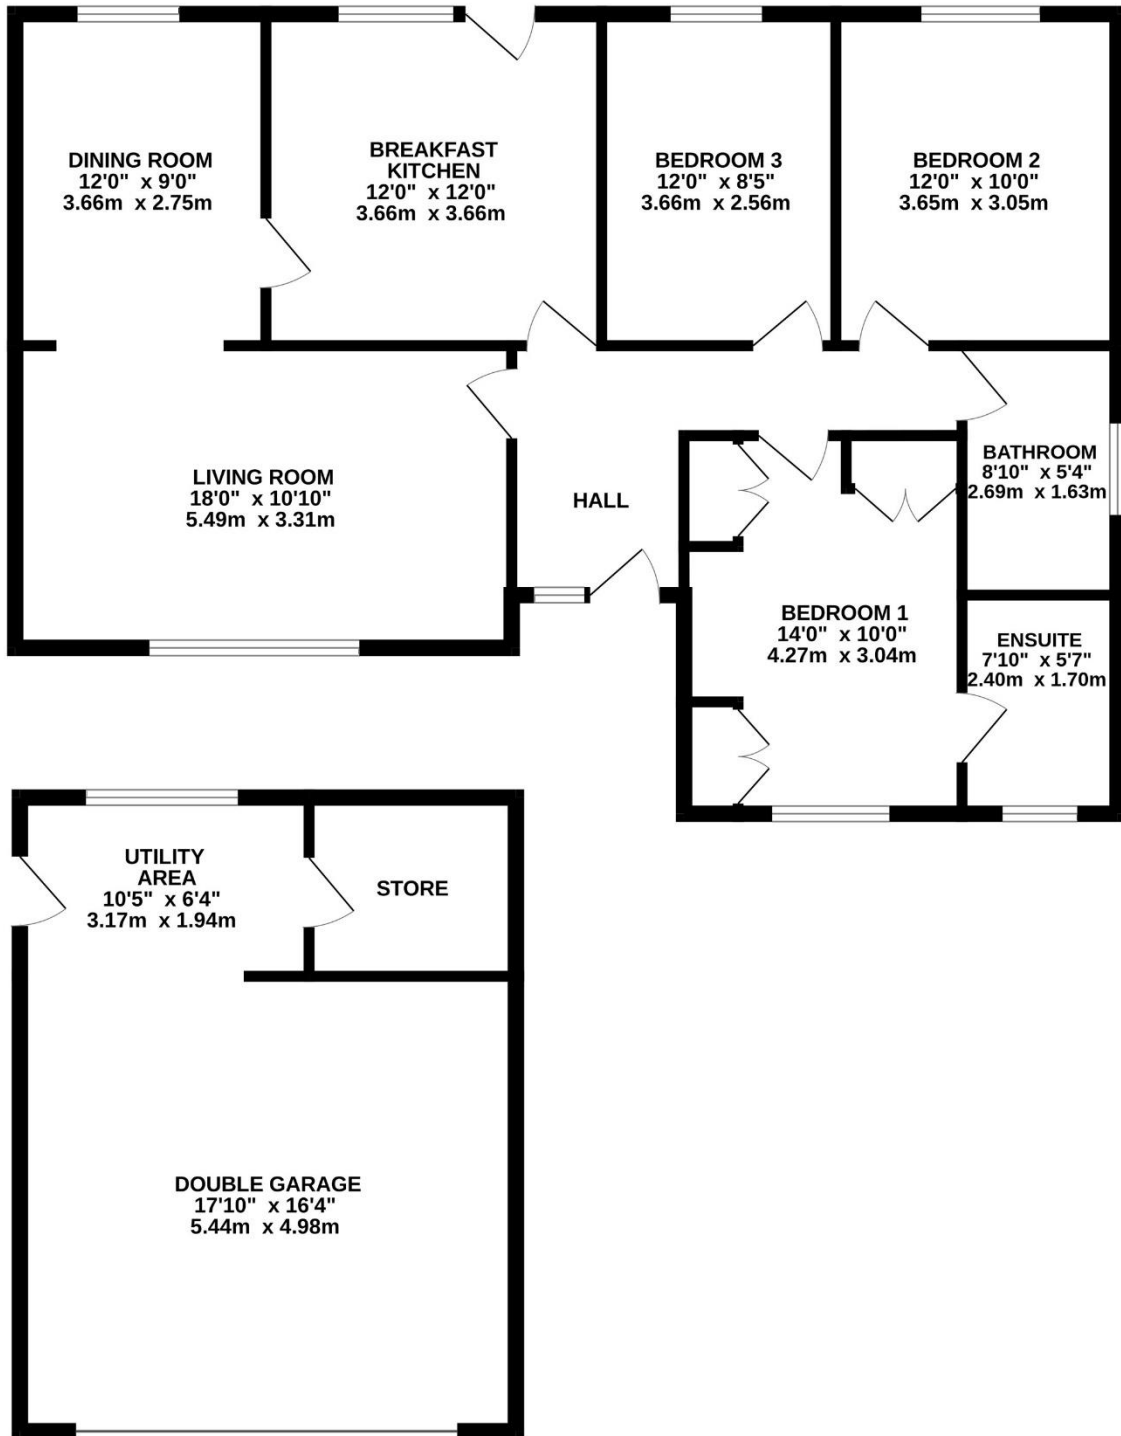 DINING ROOM
12'0" x 9'0"
3.66m x 2.75m
BREAKFAST
KITCHEN
12'0" x 12'0"
3.66m x 3.66m
BEDROOM 3
12'0" x 8'5"
3.66m x 2.56m
BEDROOM 2
12'0" x 10'0"
3.65m x 3.05m
LIVING ROOM
18'0" x 10'10"
5.49m x 3.31m
HALL
BATHROOM
8'10" x 5'4"
2.69m x 1.63m
BEDROOM 1
14'0" x 10'0"
4.27m x 3.04m
ENSUITE
7'10" x 5'7"
2.40m x 1.70m
UTILITY
AREA
10'5" x 6'4"
3.17m x 1.94m
STORE
DOUBLE GARAGE
17'10" x 16'4"
5.44m x 4.98m